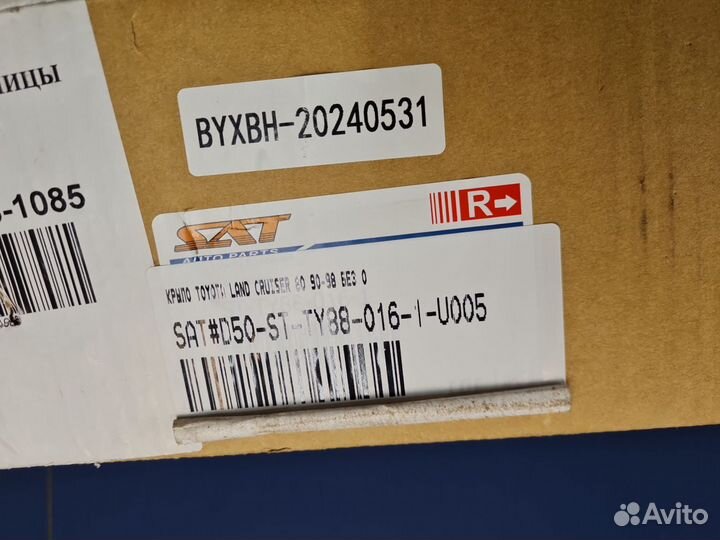 ницы
BYXBH-20240531
-1085
R
SAT
AUTO PARTS
КРЫЛО TOYOTA LAND CRUISER 80 90-98 БЕЗ О
SAT#D50-ST-TY88-016-1-U005
Avito